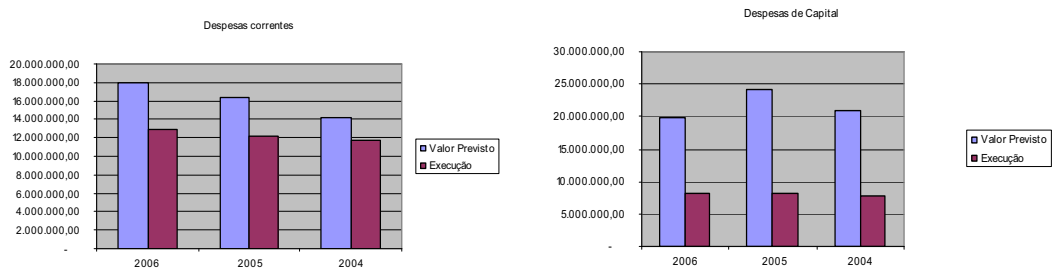 Despesas correntes
20.000.000,00
18.000.000,00
16.000.000,00
14.000.000,00
12.000.000,00
10.000.000,00
8.000.000,00
6.000.000,00
4.000.000,00
2.000.000,00
-
2006 2005 2004
Valor Previsto
Execução
Despesas de Capital
30.000.000,00
25.000.000,00
20.000.000,00
15.000.000,00
10.000.000,00
5.000.000,00
-
2006 2005 2004
Valor Previsto
Execução